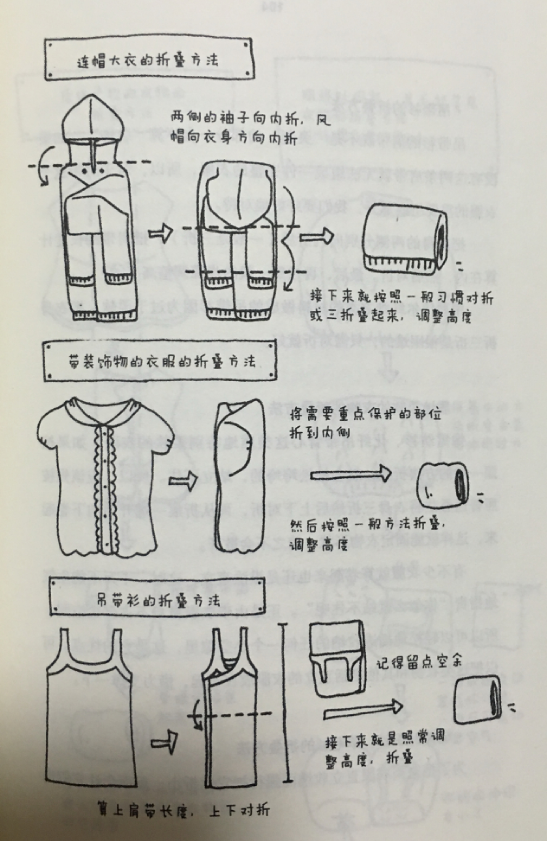 连帽大衣的折叠方法
两侧的袖子向内折，风
帽向衣身方向内折
接下来就按照一般习惯对折
或三折叠起来，调整高度
带装饰物的衣服的折叠方法
将需要重点保护的部位
折到内侧
然后按照一般方法折叠，
调整高度
吊带衫的折叠方法
记得留点空余
接下来就是照常调
整高度，折叠
算上肩带长度，上下对折